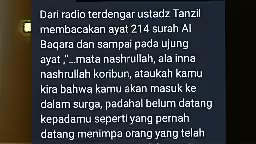 Dari radio terdengar ustadz Tanzil
membacakan ayat 214 surah Al
Baqara dan sampai pada ujung
ayat ,"...mata nashrullah, ala inna
nashrullah koribun, ataukah kamu
kira bahwa kamu akan masuk ke
dalam surga, padahal belum datang
kepadamu seperti yang pernah
datang menimpa orang yang telah